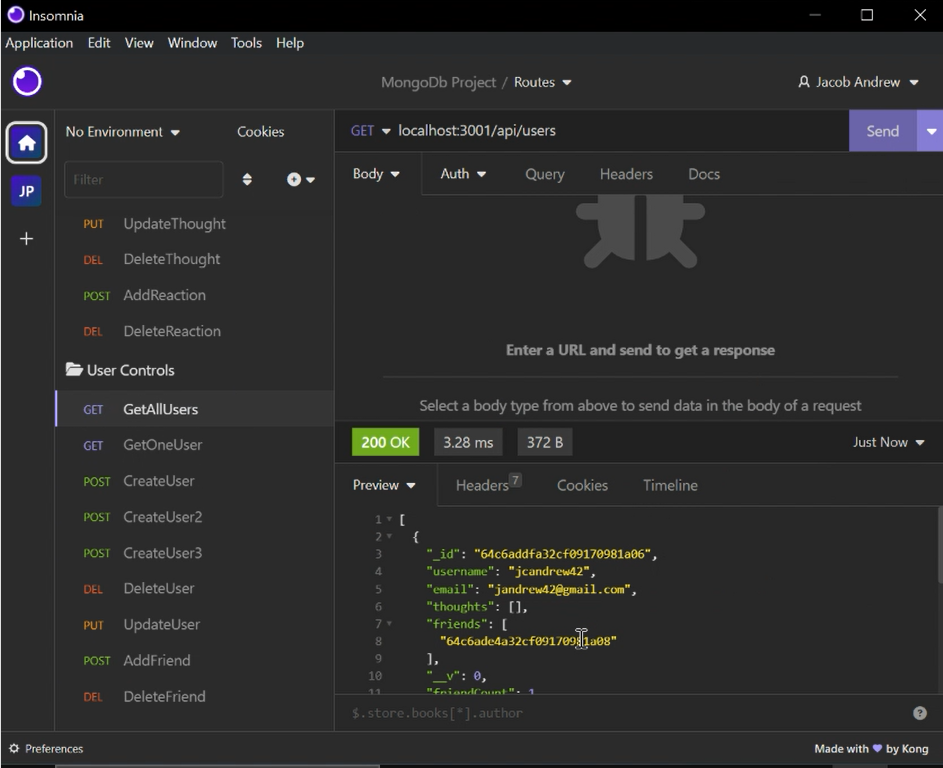 Insomnia
Application Edit View Window Tools Help
MongoDb Project / Routes
Jacob Andrew
No Environment
Cookies
GET localhost:3001/api/users
Send
JP
Filter
Body Auth Query Headers Docs
PUT UpdateThought
DEL DeleteThought
POST AddReaction
DEL DeleteReaction
User Controls
GET GetAllUsers
GET GetOneUser
POST CreateUser
POST CreateUser2
POST CreateUser3
DEL DeleteUser
PUT UpdateUser
POST AddFriend
DEL DeleteFriend
Enter a URL and send to get a response
Select a body type from above to send data in the body of a request
200 OK 3.28 ms 372 B Just Now
Preview Headers 7 Cookies Timeline
1 [
2 {
3 "_id": "64c6addfa32cf09170981a06",
4 "username": "jcandrew42",
5 "email": "jandrew42@gmail.com",
6 "thoughts": [],
7 "friends": [
8 "64c6ade4a32cf09170981a08"
9 ],
10 "__v": 0,
11 "friendCount": 1
$.store.books[*].author
Preferences
Made with 💜 by Kong